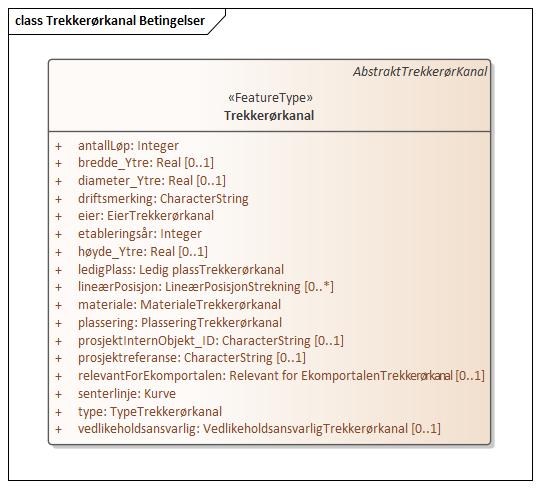 class Trekkerørkanal Betingelser
AbstraktTrekkerørKanal
«FeatureType»
Trekkerørkanal
+ antallLøp: Integer
+ bredde_Ytre: Real [0..1]
+ diameter_Ytre: Real [0..1]
+ driftsmerking: CharacterString
+ eier: EierTrekkerørkanal
+ etableringsår: Integer
+ høyde_Ytre: Real [0..1]
+ ledigPlass: Ledig plassTrekkerørkanal
+ lineærPosisjon: LineærPosisjonStrekning [0..*]
+ materiale: MaterialeTrekkerørkanal
+ plassering: PlasseringTrekkerørkanal
+ prosjektInternObjekt_ID: CharacterString [0..1]
+ prosjektreferanse: CharacterString [0..1]
+ relevantForEkomportalen: Relevant for EkomportalenTrekkerørkanal [0..1]
+ senterlinje: Kurve
+ type: TypeTrekkerørkanal
+ vedlikeholdsansvarlig: VedlikeholdsansvarligTrekkerørkanal [0..1]